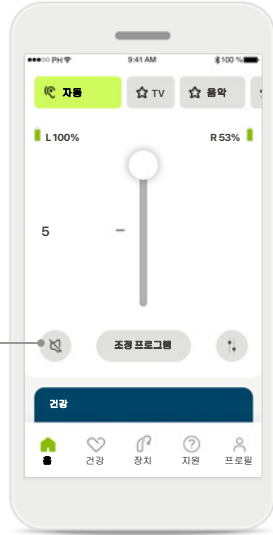 PH 9:41 AM 100 %
자동 TV 음악
L 100% R 53%
5
조정 프로그램
건강
홈 건강 장치 지원 프로필